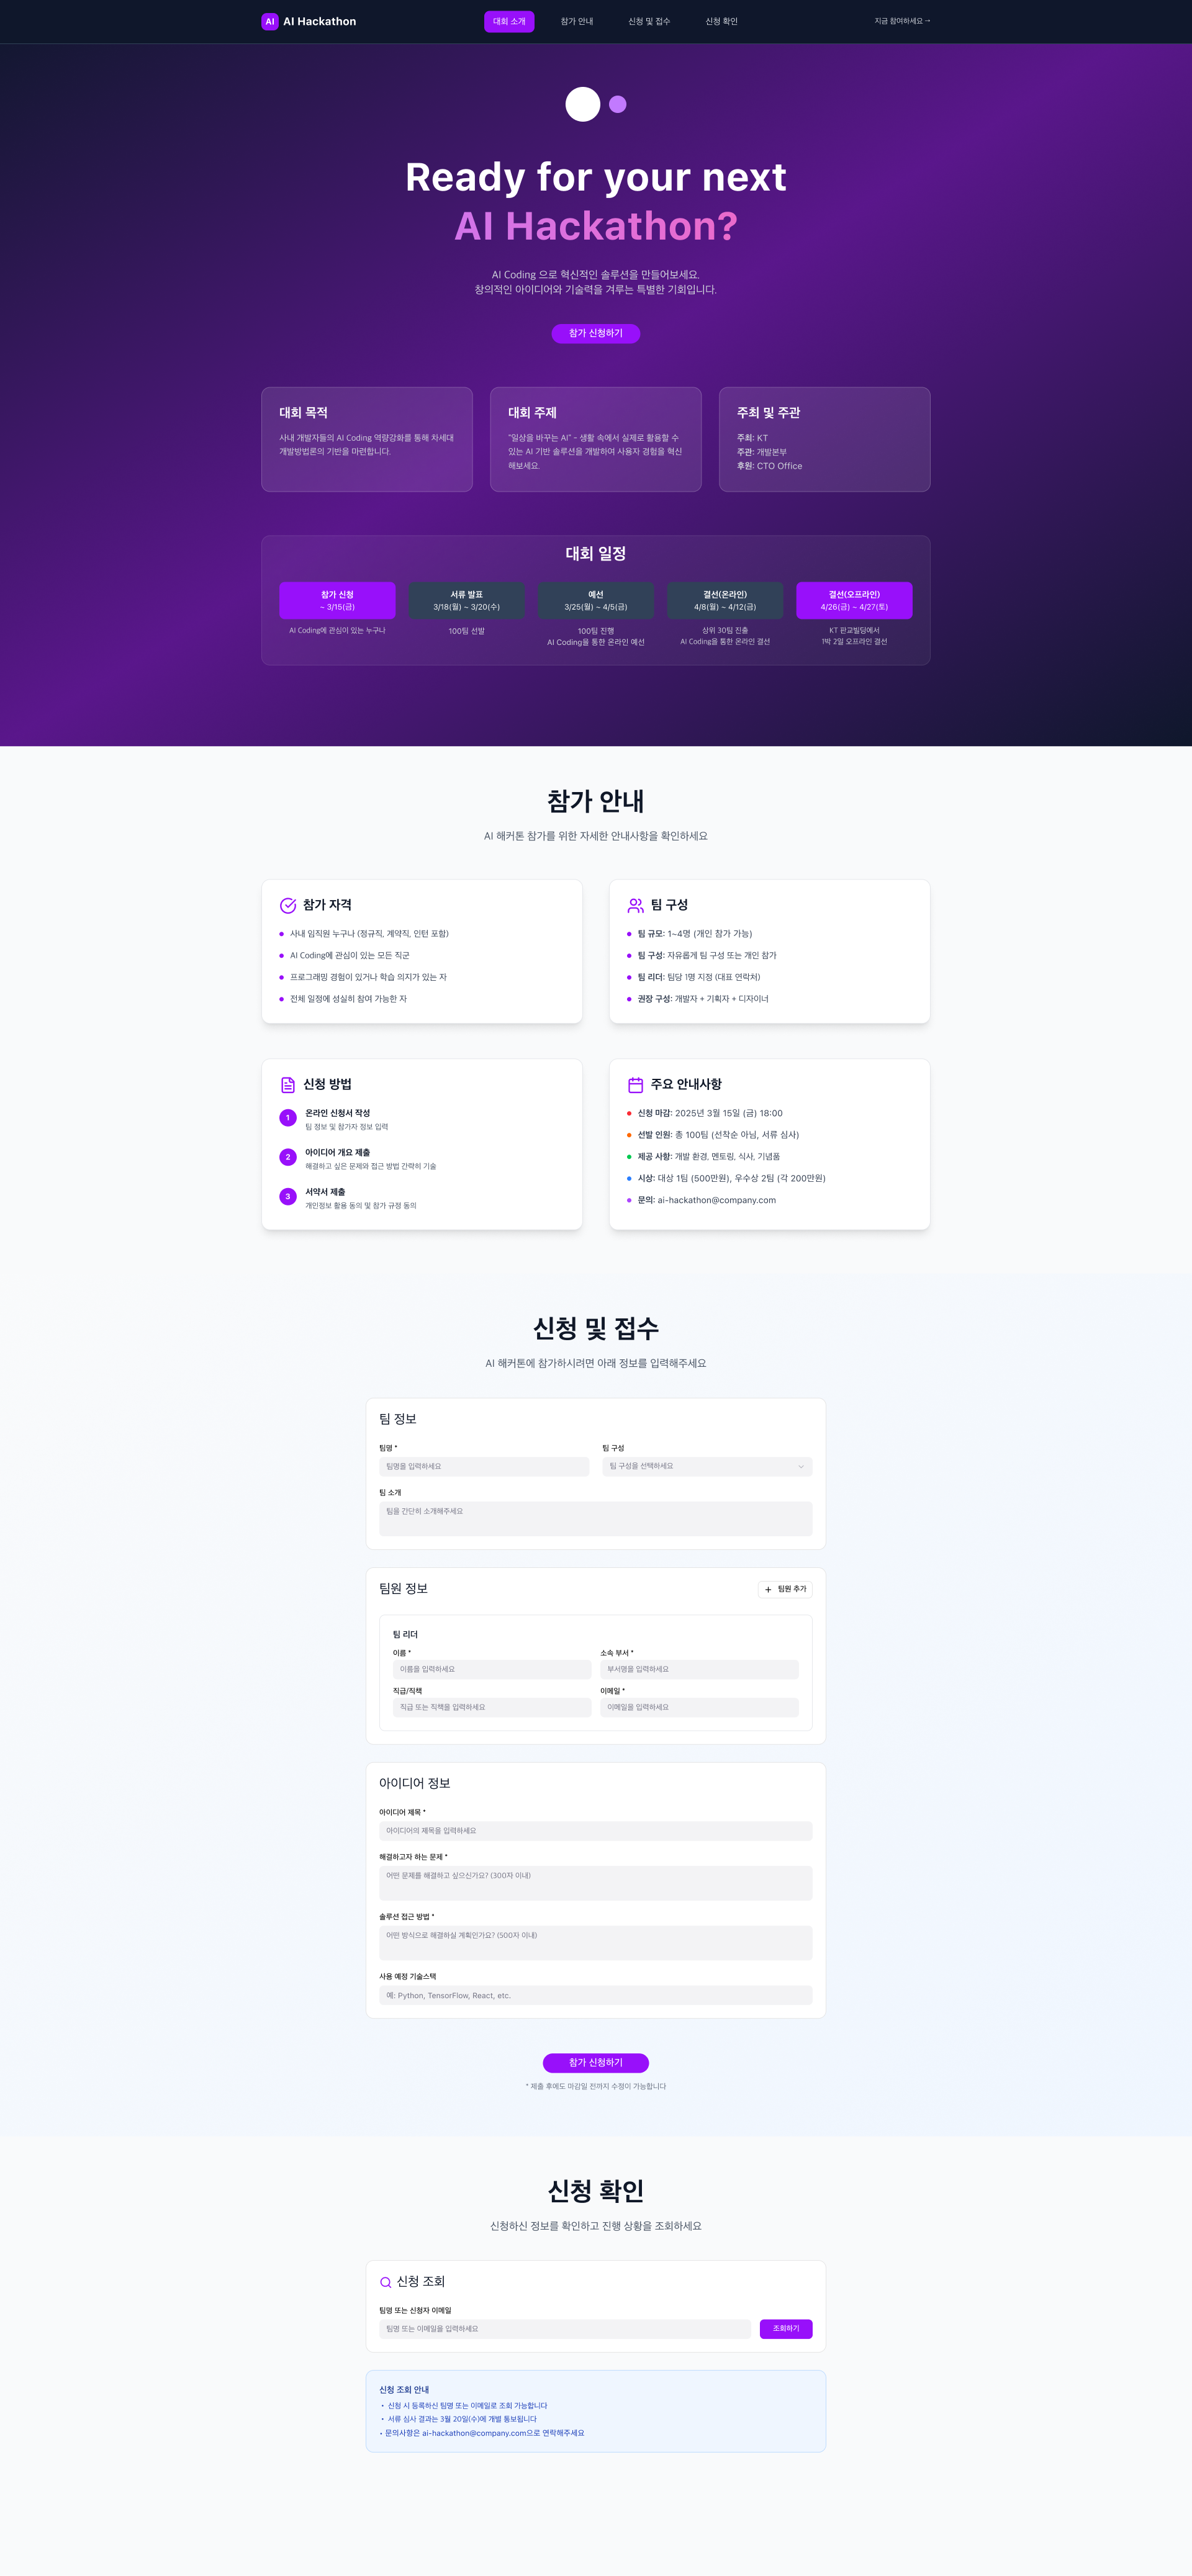 AI AI Hackathon
대회 소개
참가 안내
신청 및 접수
신청 확인
지금 참여하세요 →
Ready for your next
AI Hackathon?
AI Coding 으로 혁신적인 솔루션을 만들어보세요.
창의적인 아이디어와 기술력을 겨루는 특별한 기회입니다.
참가 신청하기
대회 목적
사내 개발자들의 AI Coding 역량강화를 통해 차세대
개발방법론의 기반을 마련합니다.
대회 주제
"일상을 바꾸는 AI" - 생활 속에서 실제로 활용할 수
있는 AI 기반 솔루션을 개발하여 사용자 경험을 혁신
해보세요.
주최 및 주관
주최: KT
주관: 개발본부
후원: CTO Office
대회 일정
참가 신청
~ 3/15(금)
AI Coding에 관심이 있는 누구나
서류 발표
3/18(월) ~ 3/20(수)
100팀 선발
예선
3/25(월) ~ 4/5(금)
100팀 진행
AI Coding을 통한 온라인 예선
결선(온라인)
4/8(월) ~ 4/12(금)
상위 30팀 진출
AI Coding을 통한 온라인 결선
결선(오프라인)
4/26(금) ~ 4/27(토)
KT 판교빌딩에서
1박 2일 오프라인 결선
참가 안내
AI 해커톤 참가를 위한 자세한 안내사항을 확인하세요
참가 자격
사내 임직원 누구나 (정규직, 계약직, 인턴 포함)
AI Coding에 관심이 있는 모든 직군
프로그래밍 경험이 있거나 학습 의지가 있는 자
전체 일정에 성실히 참여 가능한 자
팀 구성
팀 규모: 1~4명 (개인 참가 가능)
팀 구성: 자유롭게 팀 구성 또는 개인 참가
팀 리더: 팀당 1명 지정 (대표 연락처)
권장 구성: 개발자 + 기획자 + 디자이너
신청 방법
1 온라인 신청서 작성
팀 정보 및 참가자 정보 입력
2 아이디어 개요 제출
해결하고 싶은 문제와 접근 방법 간략히 기술
3 서약서 제출
개인정보 활용 동의 및 참가 규정 동의
주요 안내사항
신청 마감: 2025년 3월 15일 (금) 18:00
선발 인원: 총 100팀 (선착순 아님, 서류 심사)
제공 사항: 개발 환경, 멘토링, 식사, 기념품
시상: 대상 1팀 (500만원), 우수상 2팀 (각 200만원)
문의: ai-hackathon@company.com
신청 및 접수
AI 해커톤에 참가하시려면 아래 정보를 입력해주세요
팀 정보
팀명 *
팀명을 입력하세요
팀 구성
팀 구성을 선택하세요
팀 소개
팀을 간단히 소개해주세요
팀원 정보
+ 팀원 추가
팀 리더
이름 *
이름을 입력하세요
소속 부서 *
부서명을 입력하세요
직급/직책
직급 또는 직책을 입력하세요
이메일 *
이메일을 입력하세요
아이디어 정보
아이디어 제목 *
아이디어의 제목을 입력하세요
해결하고자 하는 문제 *
어떤 문제를 해결하고 싶으신가요? (300자 이내)
솔루션 접근 방법 *
어떤 방식으로 해결하실 계획인가요? (500자 이내)
사용 예정 기술스택
예: Python, TensorFlow, React, etc.
참가 신청하기
* 제출 후에도 마감일 전까지 수정이 가능합니다
신청 확인
신청하신 정보를 확인하고 진행 상황을 조회하세요
신청 조회
팀명 또는 신청자 이메일
팀명 또는 이메일을 입력하세요
조회하기
신청 조회 안내
• 신청 시 등록하신 팀명 또는 이메일로 조회 가능합니다
• 서류 심사 결과는 3월 20일(수)에 개별 통보됩니다
• 문의사항은 ai-hackathon@company.com으로 연락해주세요